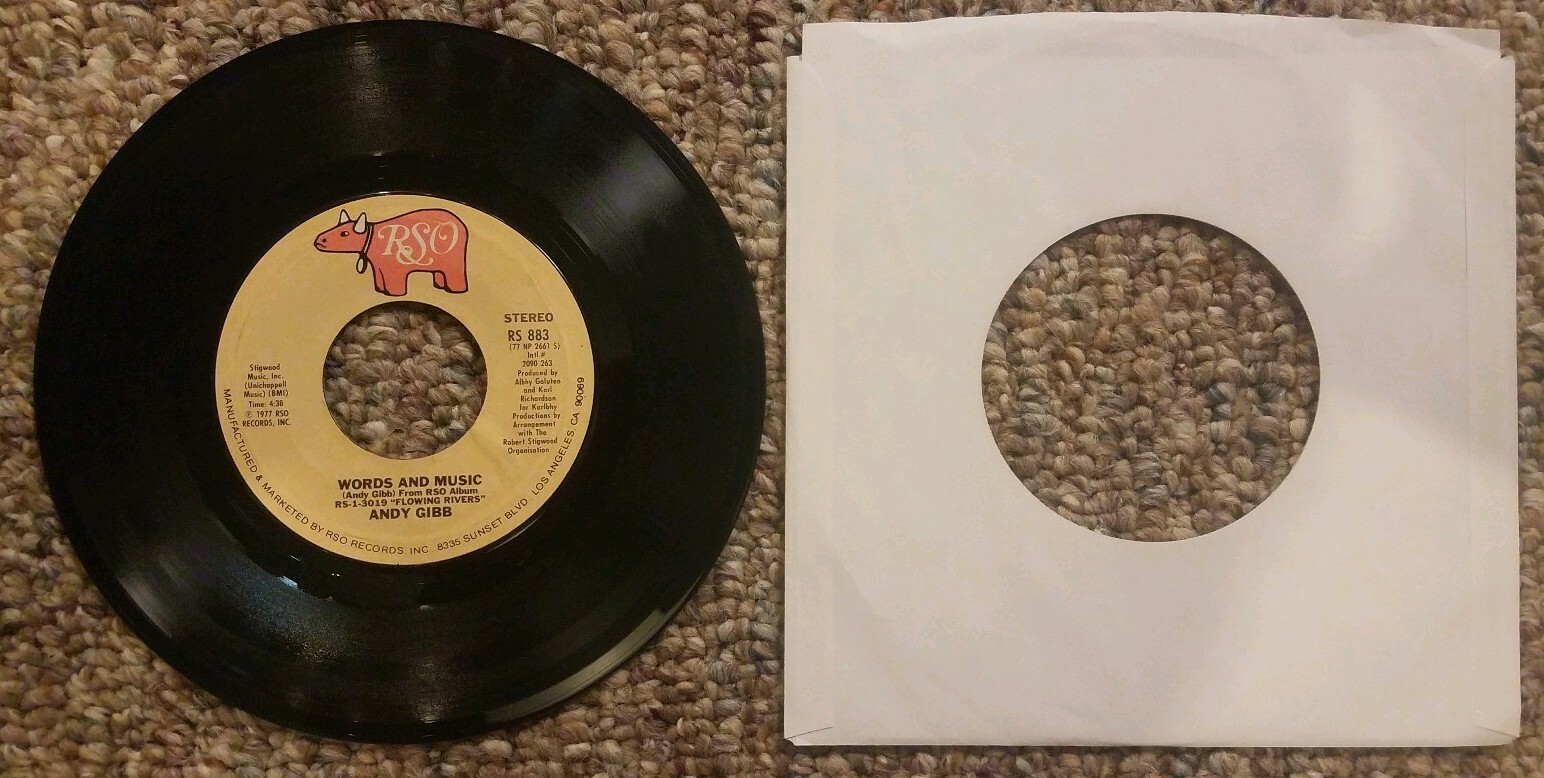 RSO
STEREO
RS 883
(77 NP 2661 S)
Intl.#
2090 263
Produced by
Albhy Galuten
and Karl
Richardson
for Karlbhy
Productions by
Arrangement
with The
Robert Stigwood
Organisation
Stigwood
Music, Inc.
(Unichappell
Music) (BMI)
Time: 4:38
℗ 1977 RSO
RECORDS, INC.
WORDS AND MUSIC
(Andy Gibb) From RSO Album
RS-1-3019 "FLOWING RIVERS"
ANDY GIBB
MANUFACTURED & MARKETED BY RSO RECORDS, INC. 8335 SUNSET BLVD., LOS ANGELES, CA 90069